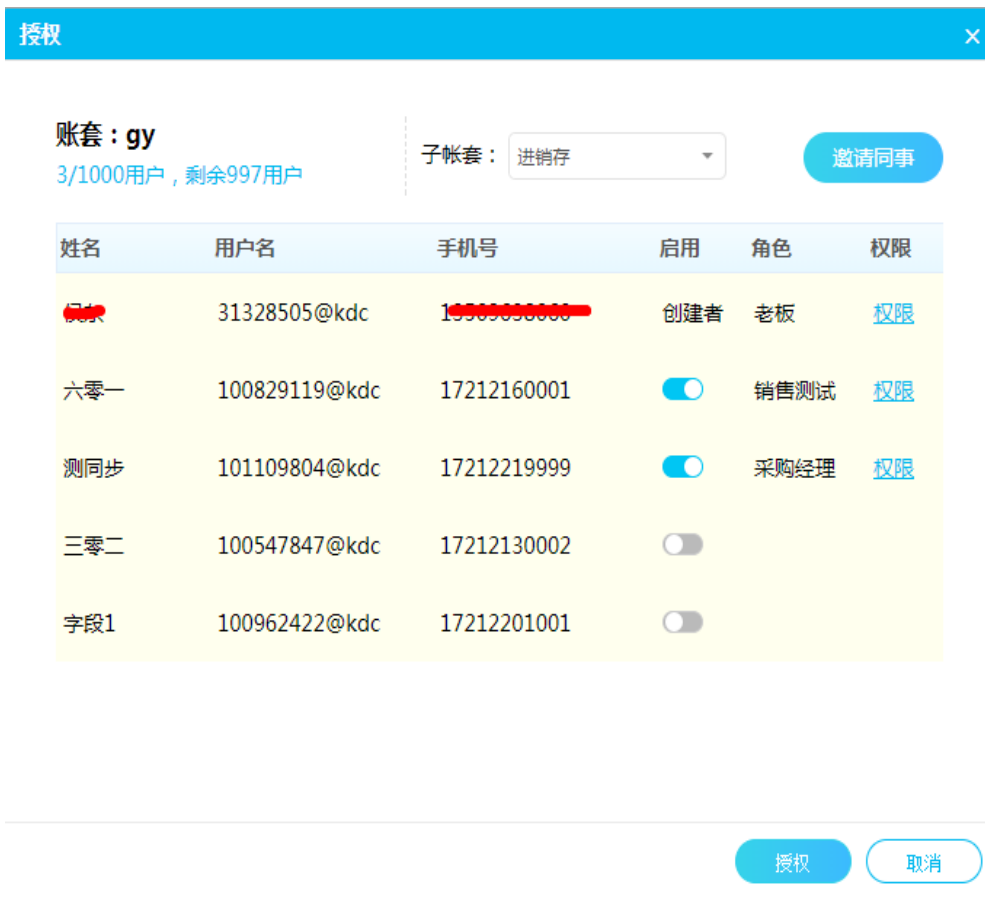 授权
账套：gy
3/1000用户，剩余997用户
子帐套： 进销存
邀请同事
姓名 用户名 手机号 启用 角色 权限
31328505@kdc 创建者 老板 权限
六零一 100829119@kdc 17212160001 销售测试 权限
测同步 101109804@kdc 17212219999 采购经理 权限
三零二 100547847@kdc 17212130002
字段1 100962422@kdc 17212201001
授权 取消